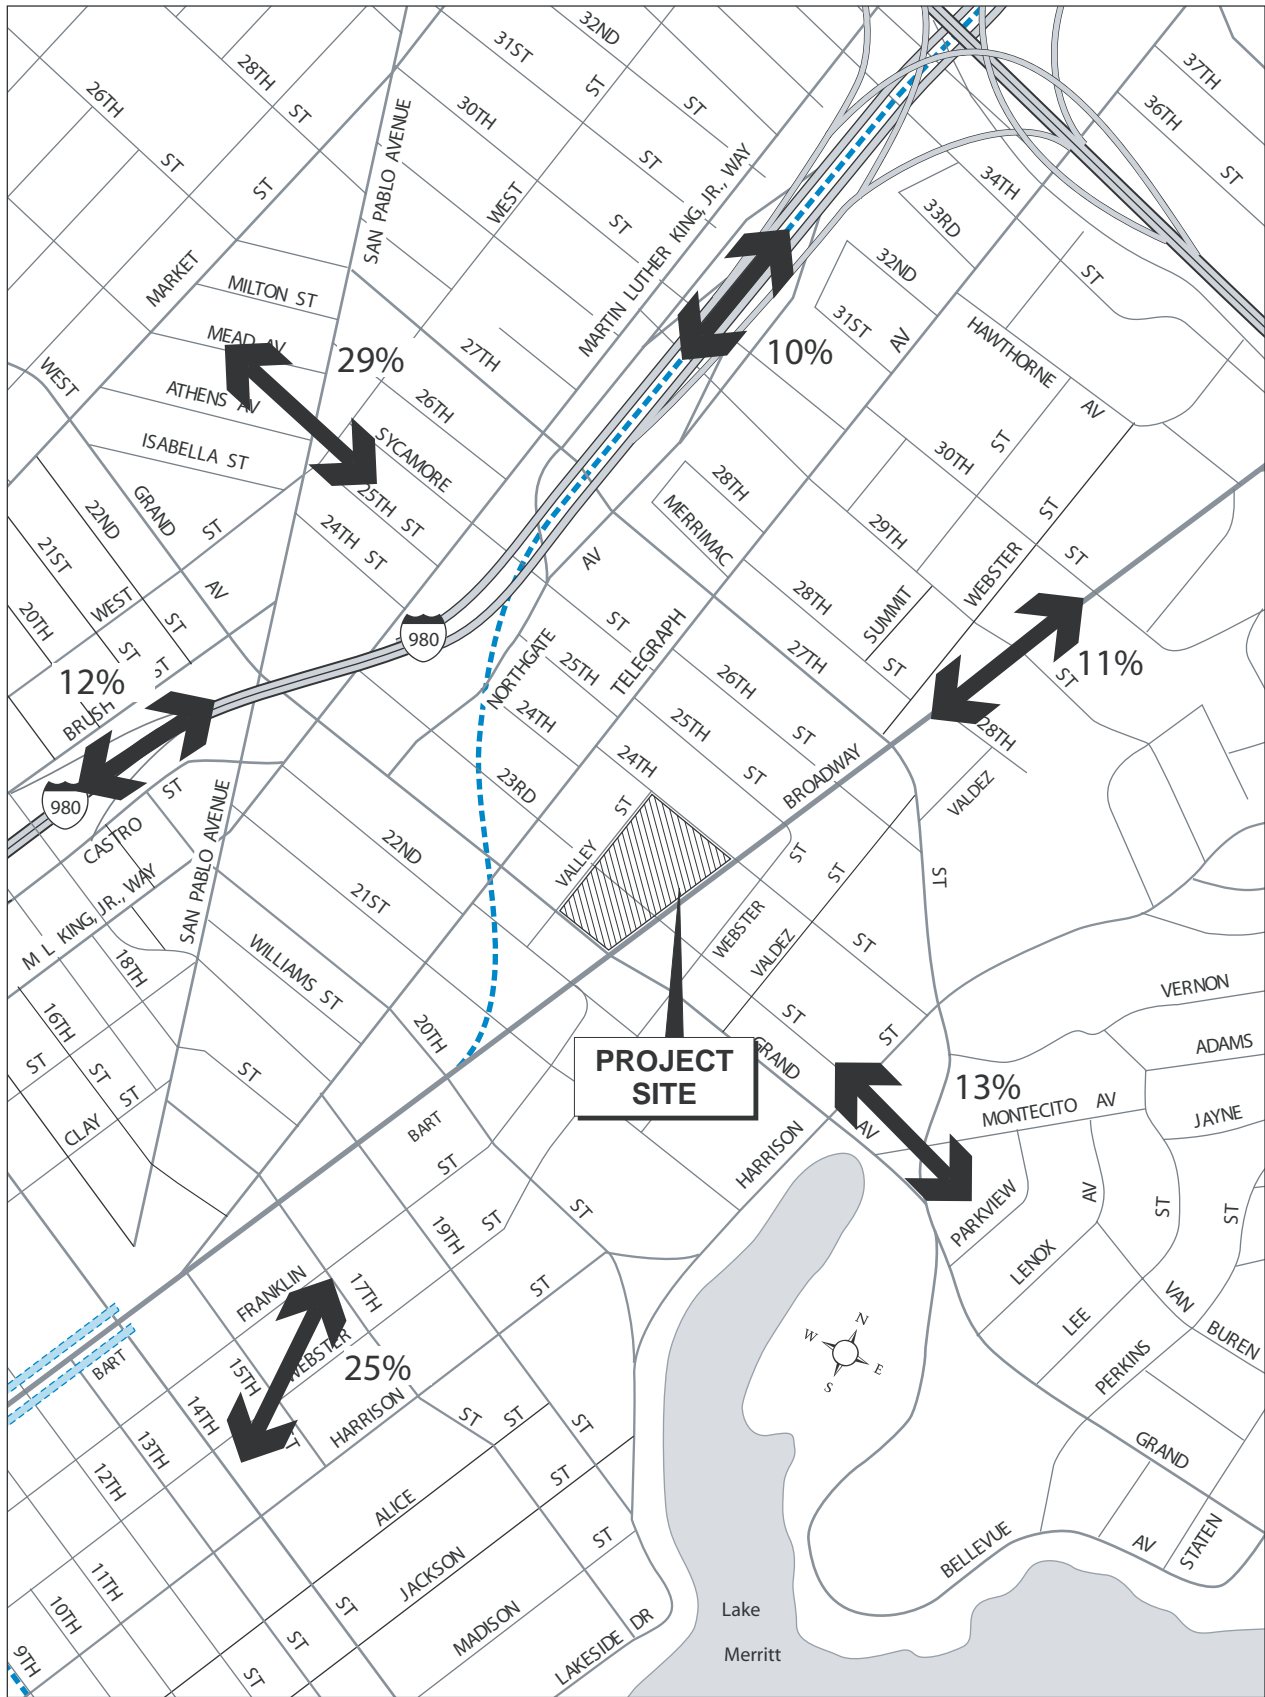 32ND
31ST
28TH
ST
37TH
26TH
ST
ST
36TH
30TH
SAN PABLO AVENUE
ST
ST
ST
WEST
MARTIN LUTHER KING, JR., WAY
34TH
ST
33RD
ST
32ND
ST
MARKET
MILTON ST
31ST
AV
HAWTHORNE
AV
MEAD AV
29%
27TH
10%
WEST
ATHENS AV
26TH
ISABELLA ST
SYCAMORE
ST
30TH
25TH ST
28TH
GRAND
ST
24TH ST
MERRIMAC
29TH
ST
22ND
21ST
AV
AV
WEBSTER
ST
20TH
WEST
ST
ST
ST
980
ST
28TH
SUMMIT
TELEGRAPH
NORTHGATE
25TH
27TH
ST
26TH
ST
11%
12%
BRUSH
24TH
25TH
ST
28TH
24TH
ST
BROADWAY
VALDEZ
23RD
ST
980
ST
CASTRO
SAN PABLO AVENUE
22ND
VALLEY
ST
ST
ST
21ST
M L KING, JR., WAY
WEBSTER
VALDEZ
ST
WILLIAMS ST
18TH
VERNON
16TH
20TH
ST
ST
GRAND
ADAMS
ST
ST
ST
ST
PROJECT
SITE
13%
MONTECITO AV
JAYNE
CLAY
BART
AV
HARRISON
ST
AV
ST
ST
PARKVIEW
19TH
ST
ST
LENOX
FRANKLIN
17TH
ST
LEE
VAN
BUREN
N
W
E
S
PERKINS
BART
WEBSTER
25%
15TH
14TH
HARRISON
ST
ST
ST
13TH
GRAND
12TH
ST
ALICE
ST
STATEN
AV
BELLEVUE
11TH
JACKSON
10TH
ST
MADISON
Lake
Merritt
9TH
ST
LAKESIDE DR
ST